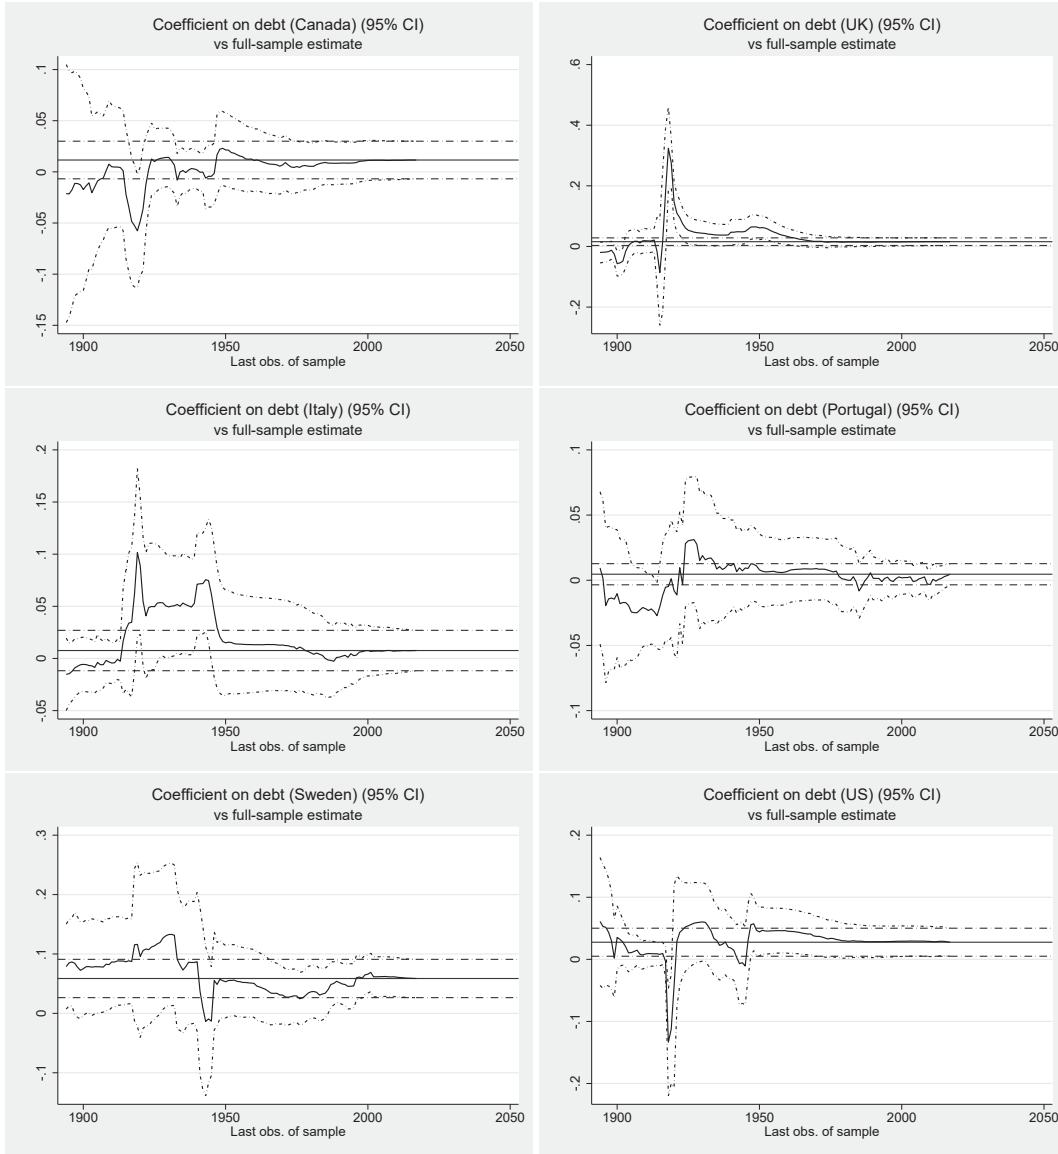 Coefficient on debt (Canada) (95% CI)
vs full-sample estimate
.1
.05
0
-.05
-.1
-.15
1900 1950 2000 2050
Last obs. of sample
Coefficient on debt (UK) (95% CI)
vs full-sample estimate
.6
.4
.2
0
-.2
1900 1950 2000 2050
Last obs. of sample
Coefficient on debt (Italy) (95% CI)
vs full-sample estimate
.2
.15
.1
.05
0
-.05
1900 1950 2000 2050
Last obs. of sample
Coefficient on debt (Portugal) (95% CI)
vs full-sample estimate
.1
.05
0
-.05
-.1
1900 1950 2000 2050
Last obs. of sample
Coefficient on debt (Sweden) (95% CI)
vs full-sample estimate
.3
.2
.1
0
-.1
1900 1950 2000 2050
Last obs. of sample
Coefficient on debt (US) (95% CI)
vs full-sample estimate
.2
.1
0
-.1
-.2
1900 1950 2000 2050
Last obs. of sample